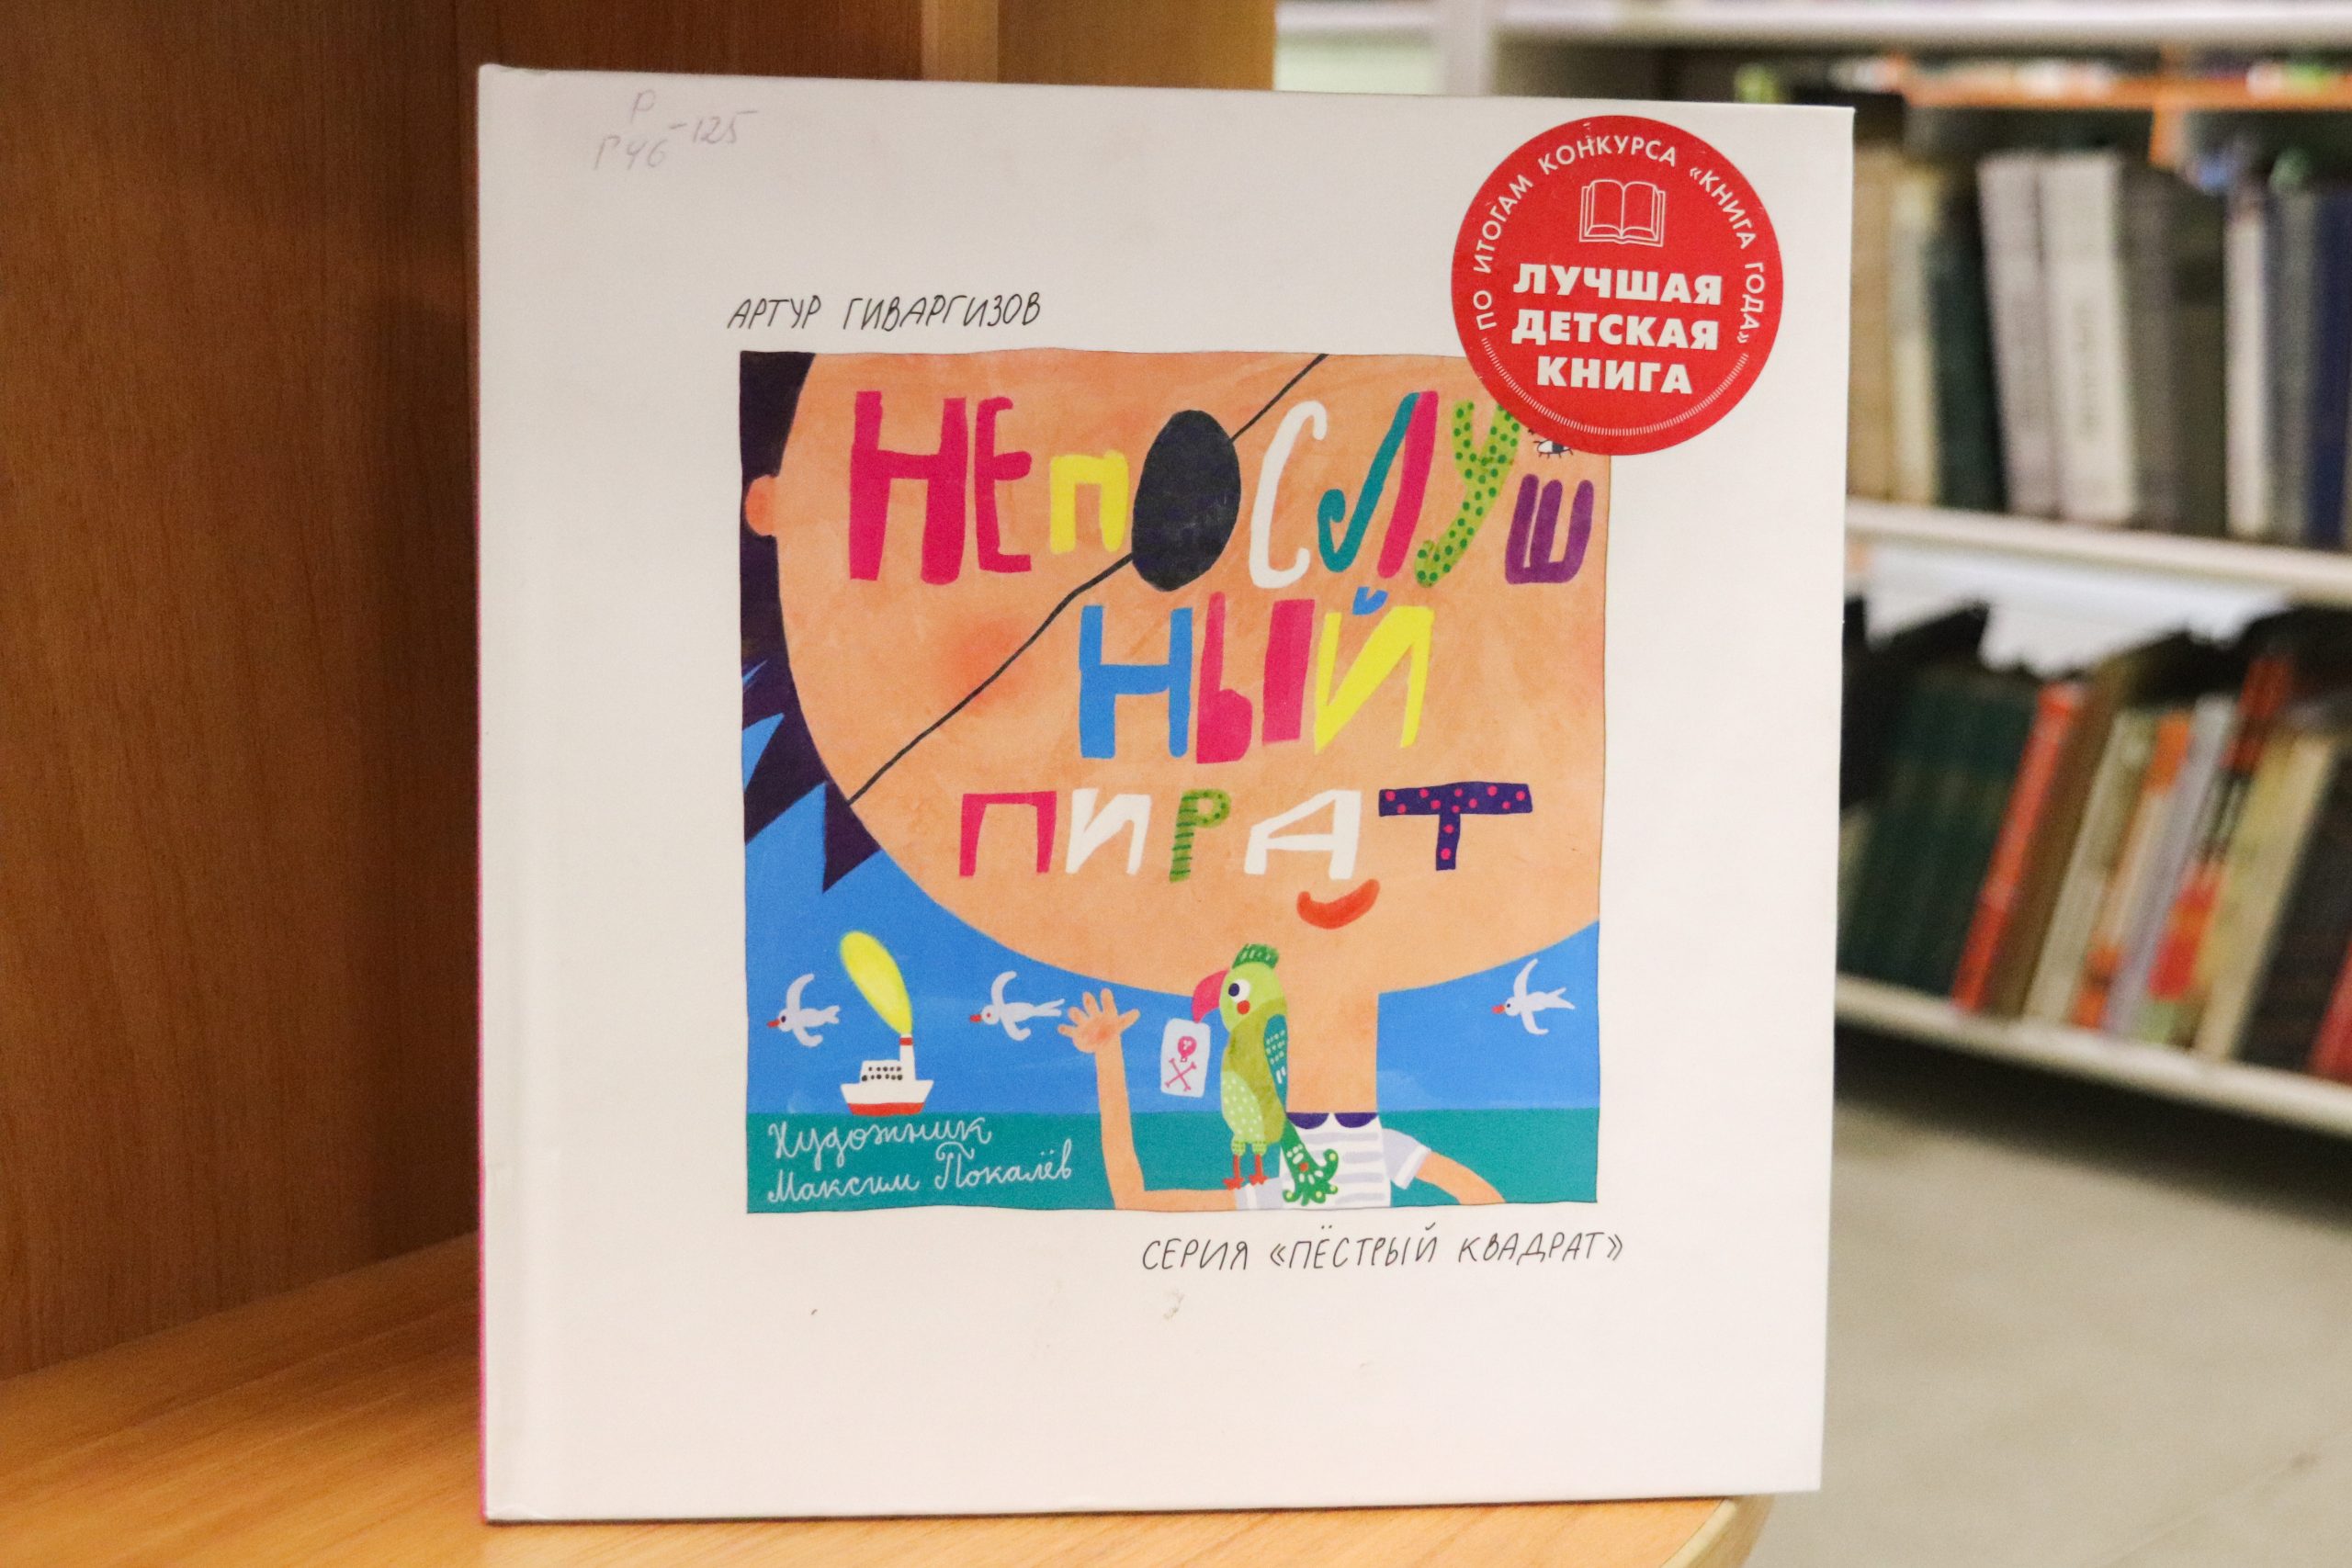 Р
Г46 -125
АРТУР ГИВАРГИЗОВ
ПО ИТОГАМ КОНКУРСА «КНИГА ГОДА»
ЛУЧШАЯ
ДЕТСКАЯ
КНИГА
НЕПОСЛУШ
НЫЙ
ПИРАТ
Художник
Максим Покалёв
СЕРИЯ «ПЁСТРЫЙ КВАДРАТ»